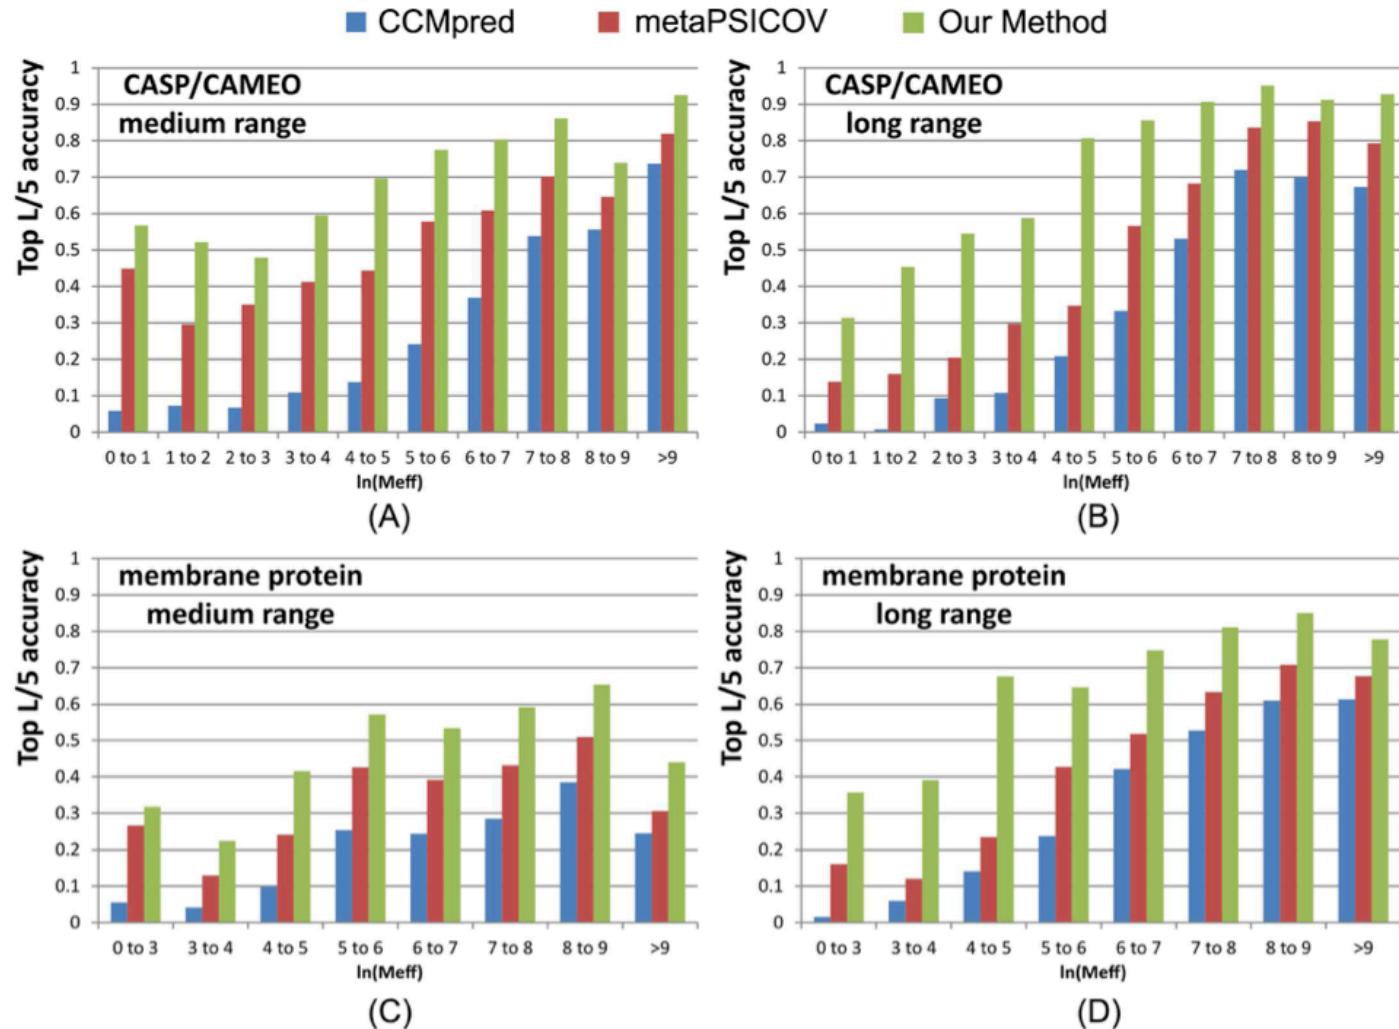 CCMpred metaPSICOV Our Method
CASP/CAMEO
medium range
Top L/5 accuracy
1
0.9
0.8
0.7
0.6
0.5
0.4
0.3
0.2
0.1
0
0 to 1 1 to 2 2 to 3 3 to 4 4 to 5 5 to 6 6 to 7 7 to 8 8 to 9 >9
ln(Meff)
(A)
CASP/CAMEO
long range
Top L/5 accuracy
1
0.9
0.8
0.7
0.6
0.5
0.4
0.3
0.2
0.1
0
0 to 1 1 to 2 2 to 3 3 to 4 4 to 5 5 to 6 6 to 7 7 to 8 8 to 9 >9
ln(Meff)
(B)
membrane protein
medium range
Top L/5 accuracy
1
0.9
0.8
0.7
0.6
0.5
0.4
0.3
0.2
0.1
0
0 to 3 3 to 4 4 to 5 5 to 6 6 to 7 7 to 8 8 to 9 >9
ln(Meff)
(C)
membrane protein
long range
Top L/5 accuracy
1
0.9
0.8
0.7
0.6
0.5
0.4
0.3
0.2
0.1
0
0 to 3 3 to 4 4 to 5 5 to 6 6 to 7 7 to 8 8 to 9 >9
ln(Meff)
(D)